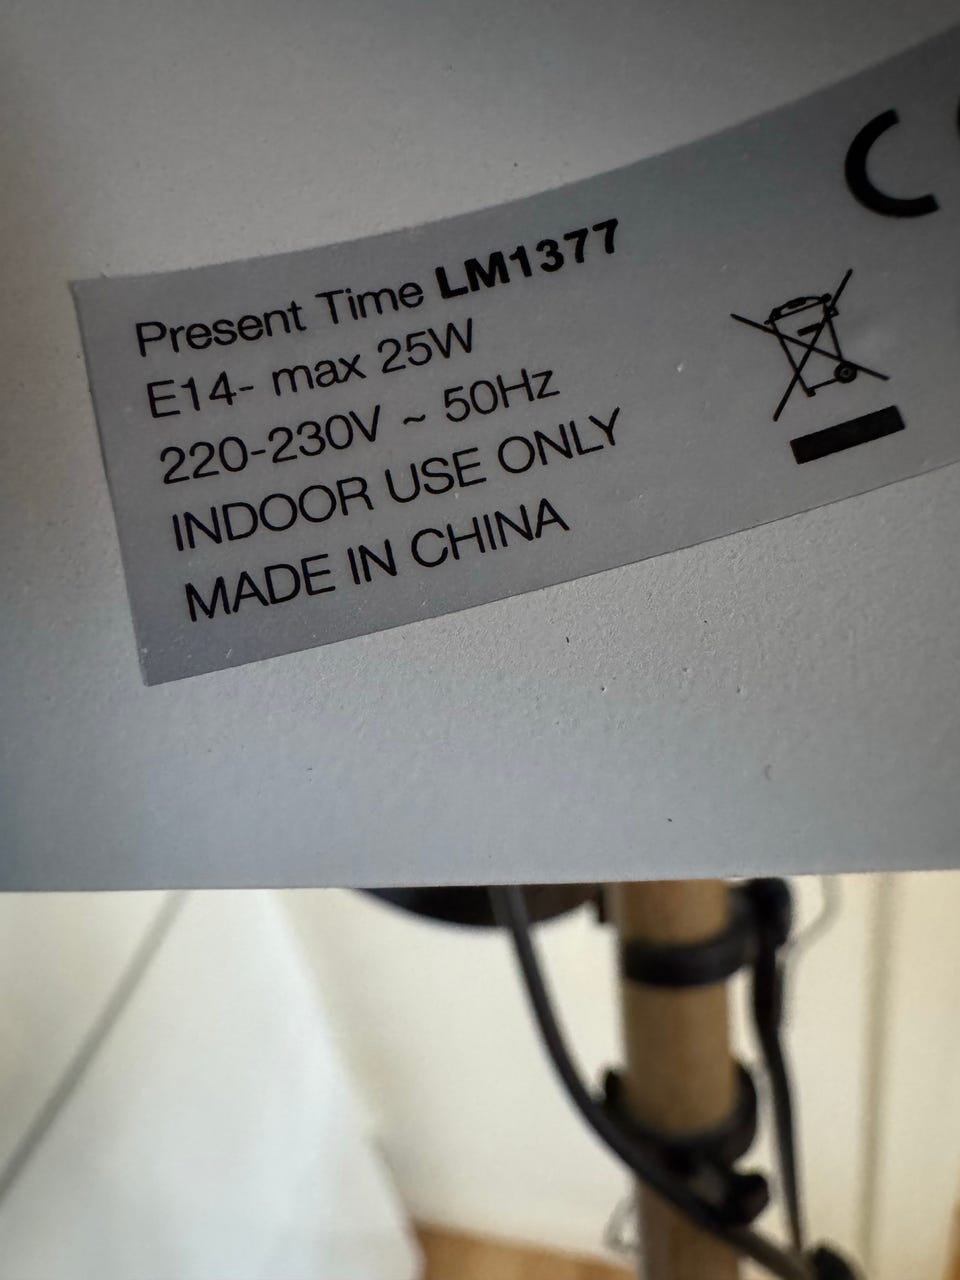 Present Time LM1377
E14- max 25W
220-230V ~ 50Hz
INDOOR USE ONLY
MADE IN CHINA